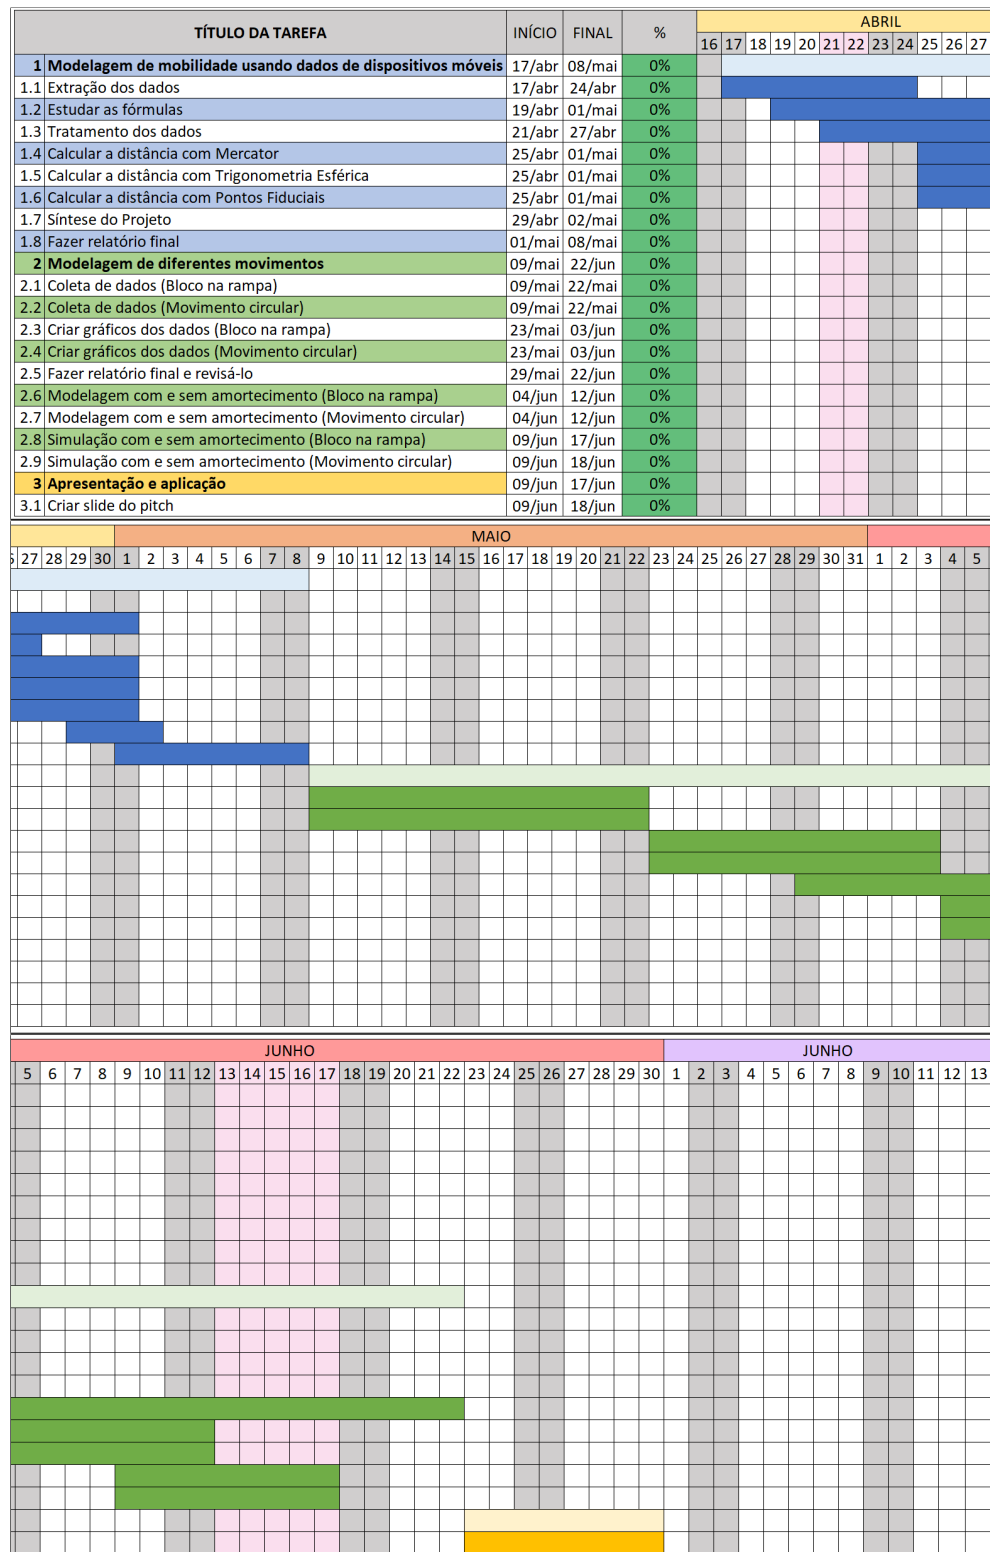 TÍTULO DA TAREFA INÍCIO FINAL % ABRIL
16 17 18 19 20 21 22 23 24 25 26 27
1 Modelagem de mobilidade usando dados de dispositivos móveis 17/abr 08/mai 0%
1.1 Extração dos dados 17/abr 24/abr 0%
1.2 Estudar as fórmulas 19/abr 01/mai 0%
1.3 Tratamento dos dados 21/abr 27/abr 0%
1.4 Calcular a distância com Mercator 25/abr 01/mai 0%
1.5 Calcular a distância com Trigonometria Esférica 25/abr 01/mai 0%
1.6 Calcular a distância com Pontos Fiduciais 25/abr 01/mai 0%
1.7 Síntese do Projeto 29/abr 02/mai 0%
1.8 Fazer relatório final 01/mai 08/mai 0%
2 Modelagem de diferentes movimentos 09/mai 22/jun 0%
2.1 Coleta de dados (Bloco na rampa) 09/mai 22/mai 0%
2.2 Coleta de dados (Movimento circular) 09/mai 22/mai 0%
2.3 Criar gráficos dos dados (Bloco na rampa) 23/mai 03/jun 0%
2.4 Criar gráficos dos dados (Movimento circular) 23/mai 03/jun 0%
2.5 Fazer relatório final e revisá-lo 29/mai 22/jun 0%
2.6 Modelagem com e sem amortecimento (Bloco na rampa) 04/jun 12/jun 0%
2.7 Modelagem com e sem amortecimento (Movimento circular) 04/jun 12/jun 0%
2.8 Simulação com e sem amortecimento (Bloco na rampa) 09/jun 17/jun 0%
2.9 Simulação com e sem amortecimento (Movimento circular) 09/jun 18/jun 0%
3 Apresentação e aplicação 09/jun 17/jun 0%
3.1 Criar slide do pitch 09/jun 18/jun 0%
MAIO
27 28 29 30 1 2 3 4 5 6 7 8 9 10 11 12 13 14 15 16 17 18 19 20 21 22 23 24 25 26 27 28 29 30 31 1 2 3 4 5
JUNHO JUNHO
5 6 7 8 9 10 11 12 13 14 15 16 17 18 19 20 21 22 23 24 25 26 27 28 29 30 1 2 3 4 5 6 7 8 9 10 11 12 13